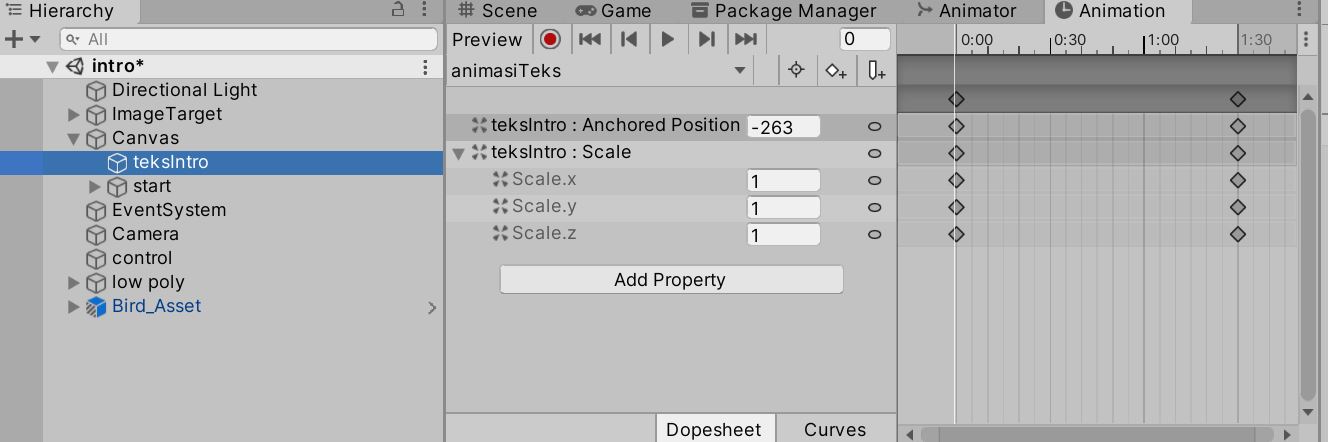 Hierarchy
All
intro*
Directional Light
ImageTarget
Canvas
teksIntro
start
EventSystem
Camera
control
low poly
Bird_Asset
Scene Game Package Manager Animator Animation
Preview 0 0:00 0:30 1:00 1:30
animasiTeks
teksIntro : Anchored Position -263
teksIntro : Scale
Scale.x 1
Scale.y 1
Scale.z 1
Add Property
Dopesheet Curves